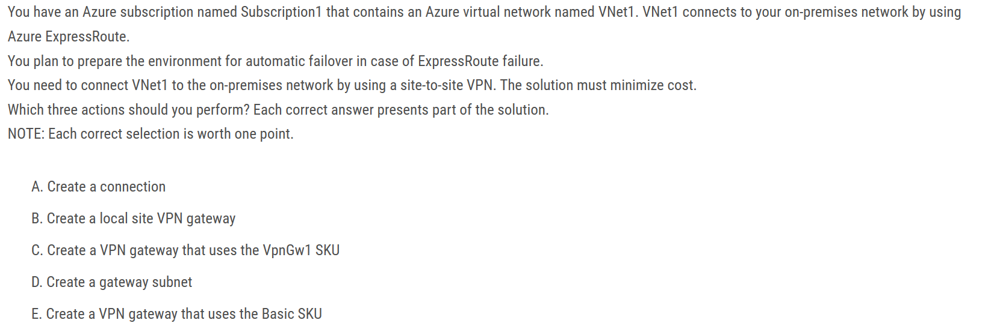 You have an Azure subscription named Subscription1 that contains an Azure virtual network named VNet1. VNet1 connects to your on-premises network by using
Azure ExpressRoute.
You plan to prepare the environment for automatic failover in case of ExpressRoute failure.
You need to connect VNet1 to the on-premises network by using a site-to-site VPN. The solution must minimize cost.
Which three actions should you perform? Each correct answer presents part of the solution.
NOTE: Each correct selection is worth one point.
A. Create a connection
B. Create a local site VPN gateway
C. Create a VPN gateway that uses the VpnGw1 SKU
D. Create a gateway subnet
E. Create a VPN gateway that uses the Basic SKU